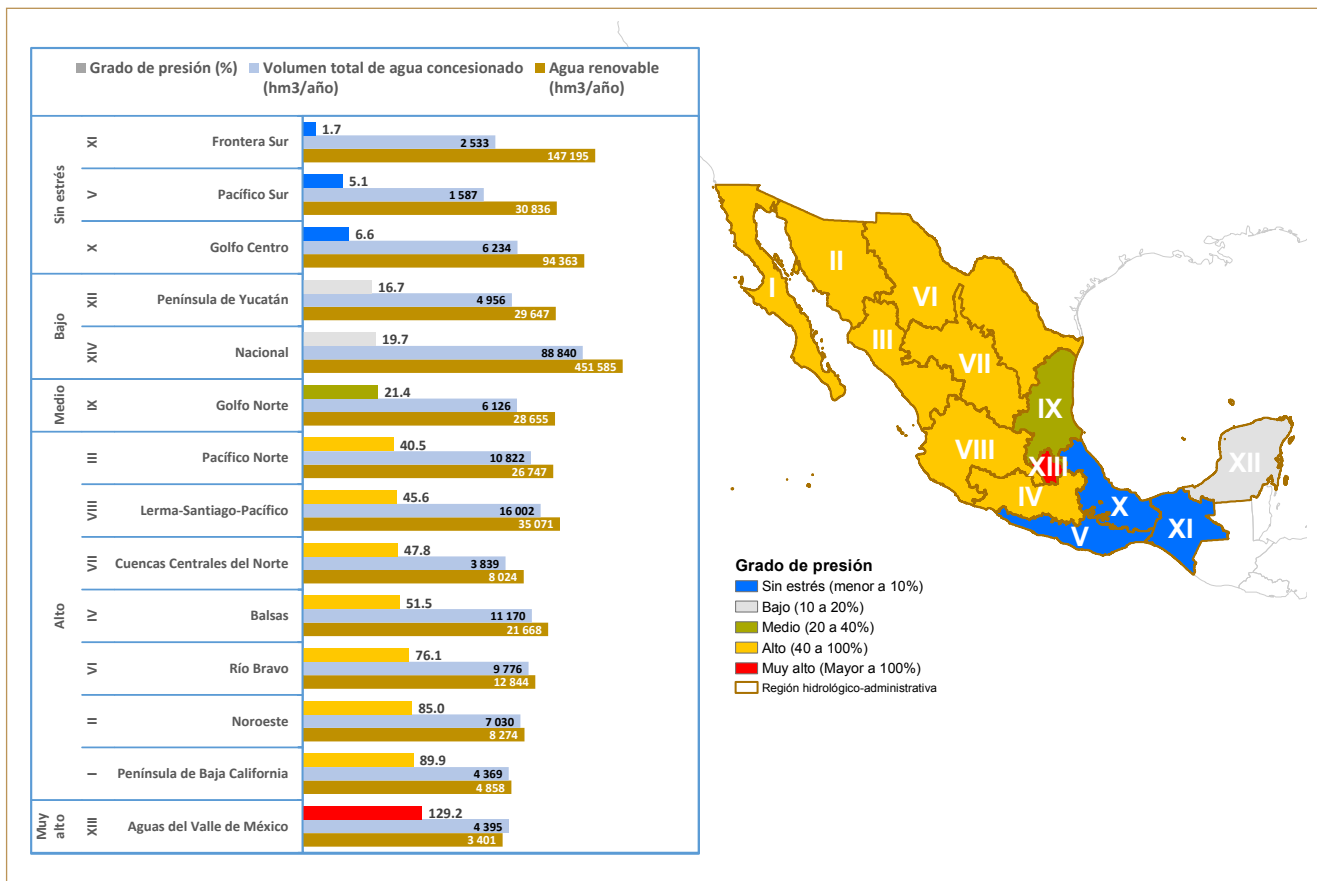 Grado de presión (%)
Volumen total de agua concesionado
(hm3/año)
Agua renovable
(hm3/año)
Sin estrés
XI
Frontera Sur
1.7
2 533
147 195
V
Pacífico Sur
5.1
1 587
30 836
X
Golfo Centro
6.6
6 234
94 363
Bajo
XII
Península de Yucatán
16.7
4 956
29 647
XIV
Nacional
19.7
88 840
451 585
Medio
IX
Golfo Norte
21.4
6 126
28 655
Alto
III
Pacífico Norte
40.5
10 822
26 747
VIII
Lerma-Santiago-Pacífico
45.6
16 002
35 071
VII
Cuencas Centrales del Norte
47.8
3 839
8 024
IV
Balsas
51.5
11 170
21 668
VI
Río Bravo
76.1
9 776
12 844
II
Noroeste
85.0
7 030
8 274
I
Península de Baja California
89.9
4 369
4 858
Muy
alto
XIII
Aguas del Valle de México
129.2
4 395
3 401
I
II
VI
III
VII
IX
VIII
XIII
XII
IV
X
V
XI
Grado de presión
Sin estrés (menor a 10%)
Bajo (10 a 20%)
Medio (20 a 40%)
Alto (40 a 100%)
Muy alto (Mayor a 100%)
Región hidrológico-administrativa